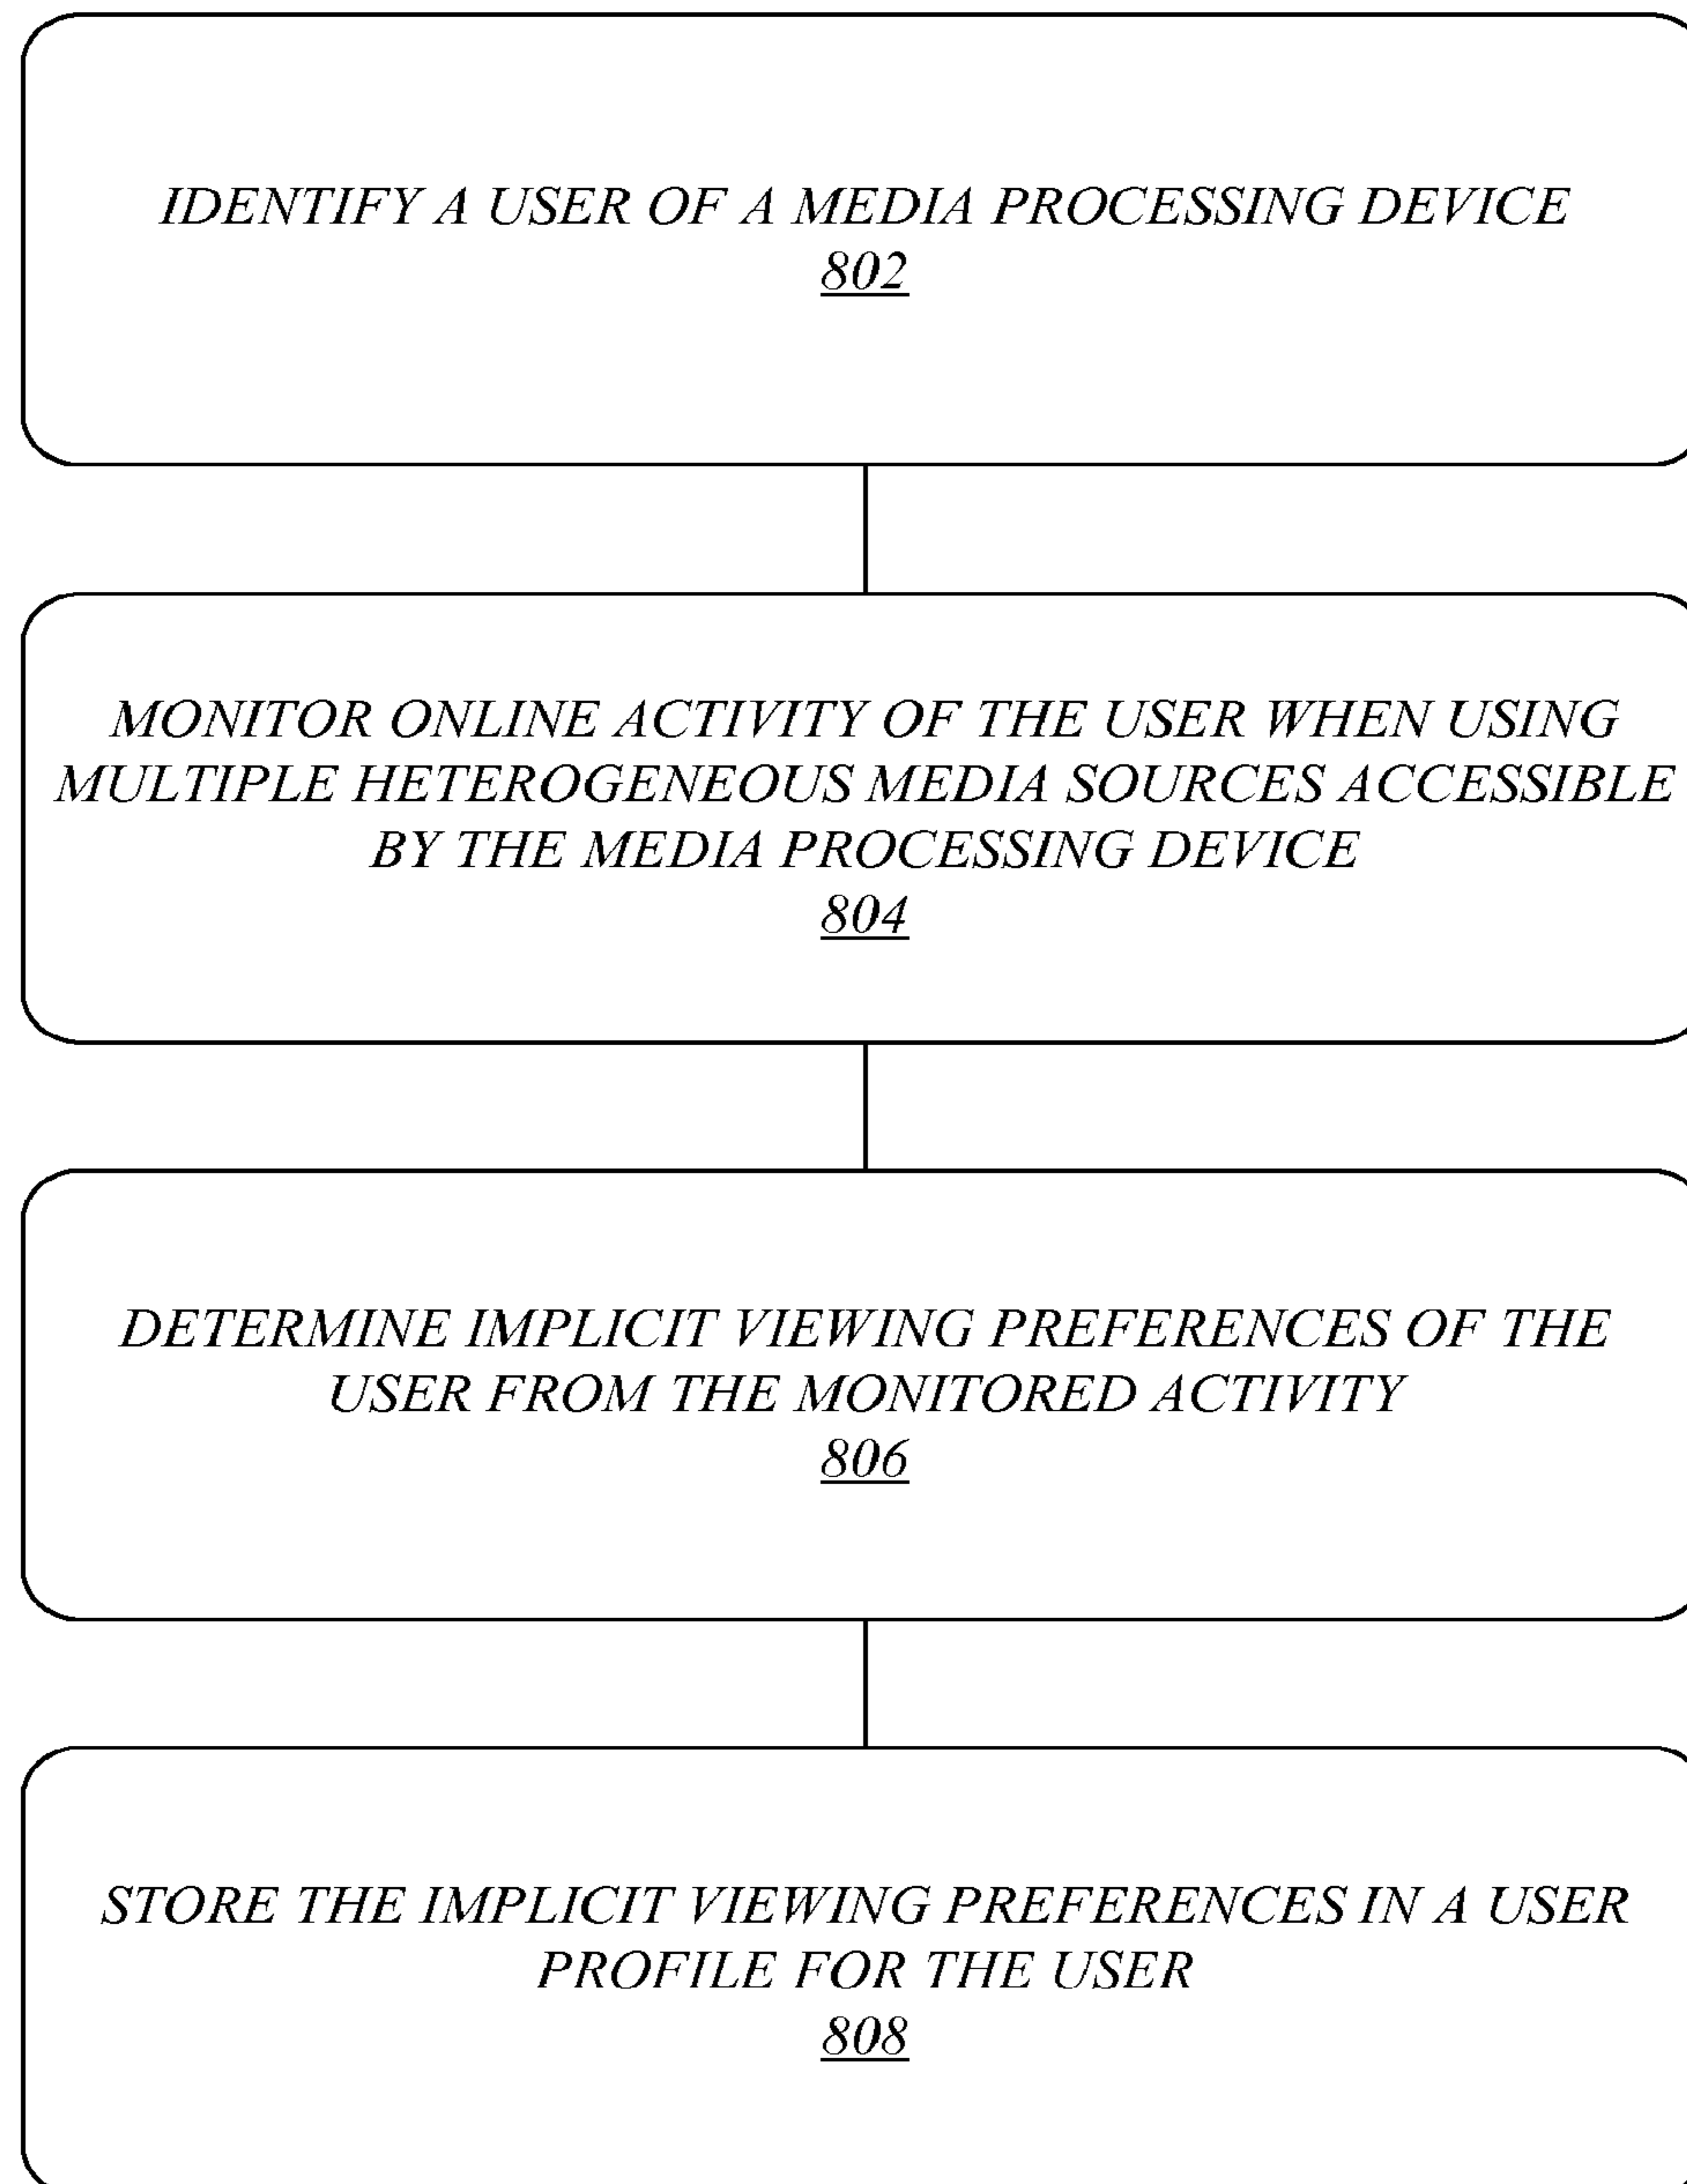 IDENTIFY A USER OF A MEDIA PROCESSING DEVICE
802
MONITOR ONLINE ACTIVITY OF THE USER WHEN USING
MULTIPLE HETEROGENEOUS MEDIA SOURCES ACCESSIBLE
BY THE MEDIA PROCESSING DEVICE
804
DETERMINE IMPLICIT VIEWING PREFERENCES OF THE
USER FROM THE MONITORED ACTIVITY
806
STORE THE IMPLICIT VIEWING PREFERENCES IN A USER
PROFILE FOR THE USER
808